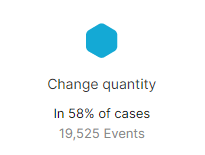 Change quantity
In 58% of cases
19,525 Events